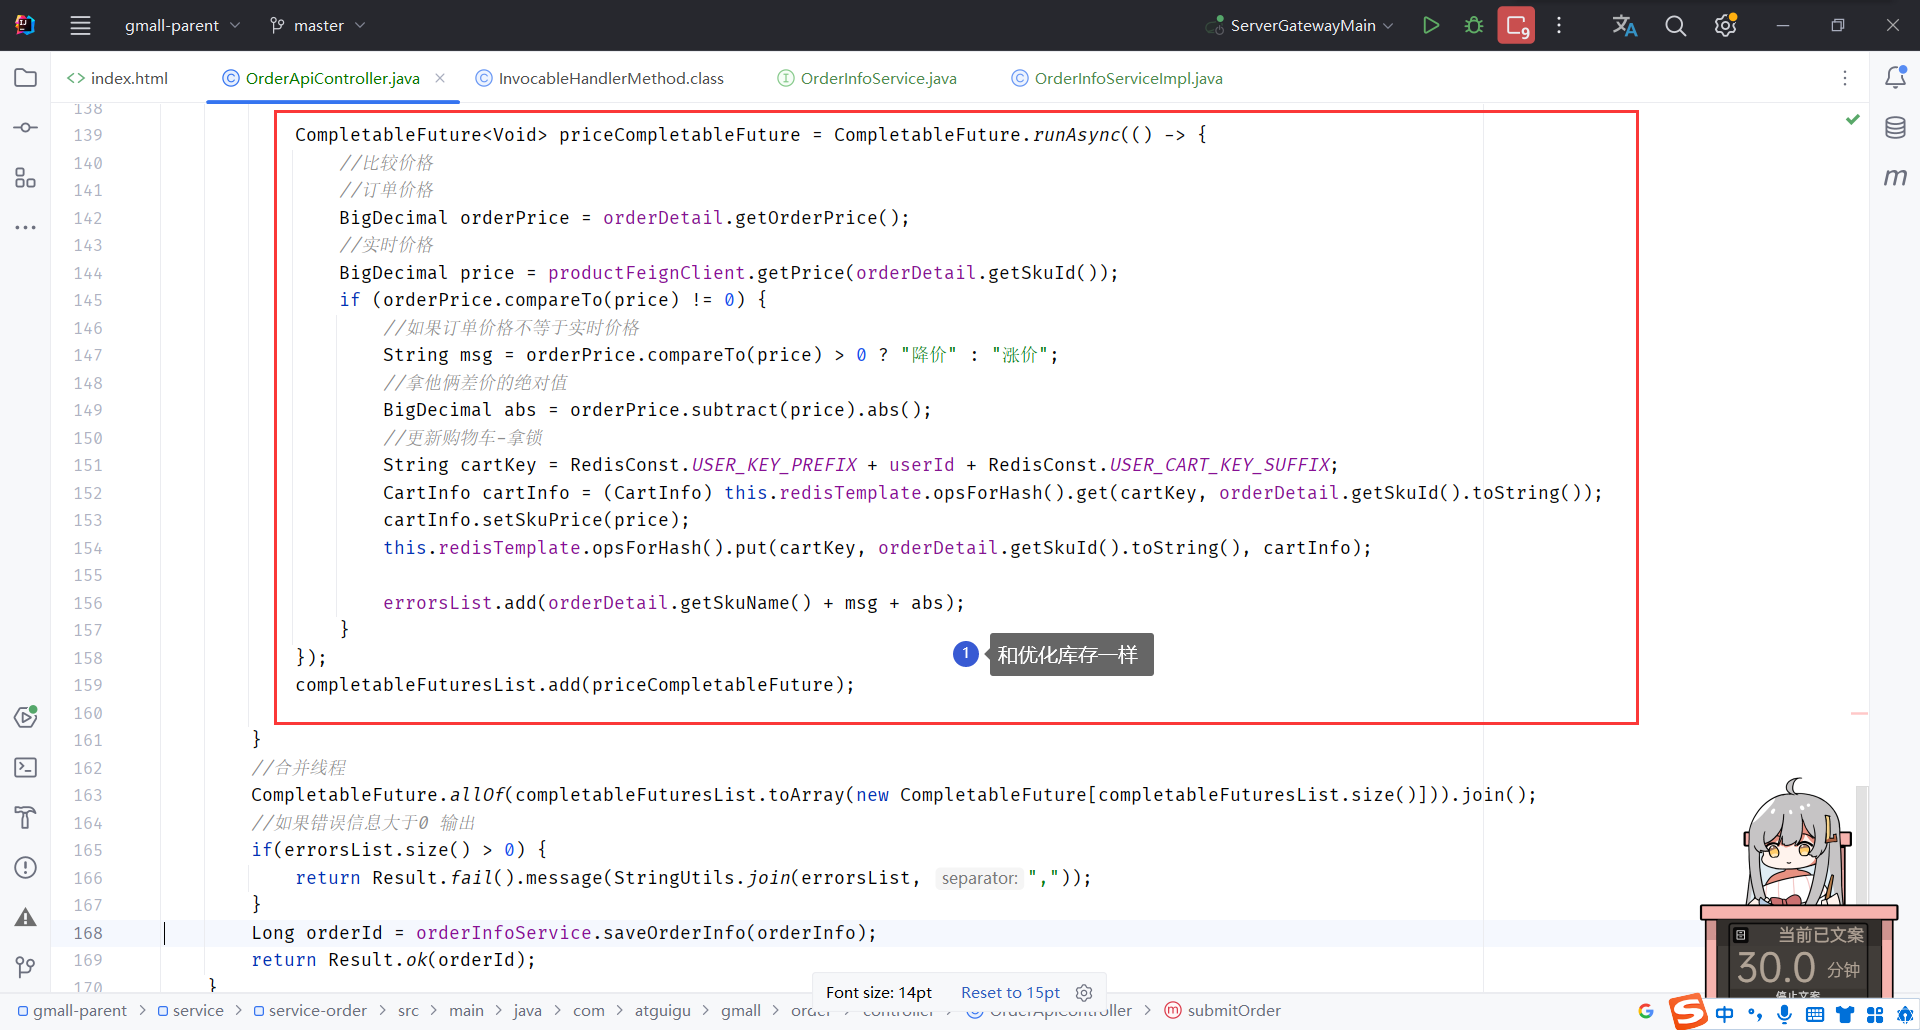 gmall-parent
master
ServerGatewayMain
9
index.html
OrderApiController.java
InvocableHandlerMethod.class
OrderInfoService.java
OrderInfoServiceImpl.java
138
139 CompletableFuture<Void> priceCompletableFuture = CompletableFuture.runAsync(() -> {
140 //比较价格
141 //订单价格
142 BigDecimal orderPrice = orderDetail.getOrderPrice();
143 //实时价格
144 BigDecimal price = productFeignClient.getPrice(orderDetail.getSkuId());
145 if (orderPrice.compareTo(price) != 0) {
146 //如果订单价格不等于实时价格
147 String msg = orderPrice.compareTo(price) > 0 ? "降价" : "涨价";
148 //拿他俩差价的绝对值
149 BigDecimal abs = orderPrice.subtract(price).abs();
150 //更新购物车-拿锁
151 String cartKey = RedisConst.USER_KEY_PREFIX + userId + RedisConst.USER_CART_KEY_SUFFIX;
152 CartInfo cartInfo = (CartInfo) this.redisTemplate.opsForHash().get(cartKey, orderDetail.getSkuId().toString());
153 cartInfo.setSkuPrice(price);
154 this.redisTemplate.opsForHash().put(cartKey, orderDetail.getSkuId().toString(), cartInfo);
155
156 errorsList.add(orderDetail.getSkuName() + msg + abs);
157 }
158 });
1 和优化库存一样
159 completableFuturesList.add(priceCompletableFuture);
160
161 }
162 //合并线程
163 CompletableFuture.allOf(completableFuturesList.toArray(new CompletableFuture[completableFuturesList.size()])).join();
164 //如果错误信息大于0 输出
165 if(errorsList.size() > 0) {
166 return Result.fail().message(StringUtils.join(errorsList, separator: ","));
167 }
168 Long orderId = orderInfoService.saveOrderInfo(orderInfo);
169 return Result.ok(orderId);
170 }
当前已文案
30.0 分钟
停止文案
Font size: 14pt Reset to 15pt
gmall-parent > service > service-order > src > main > java > com > atguigu > gmall > order > controller > OrderApiController > submitOrder
中